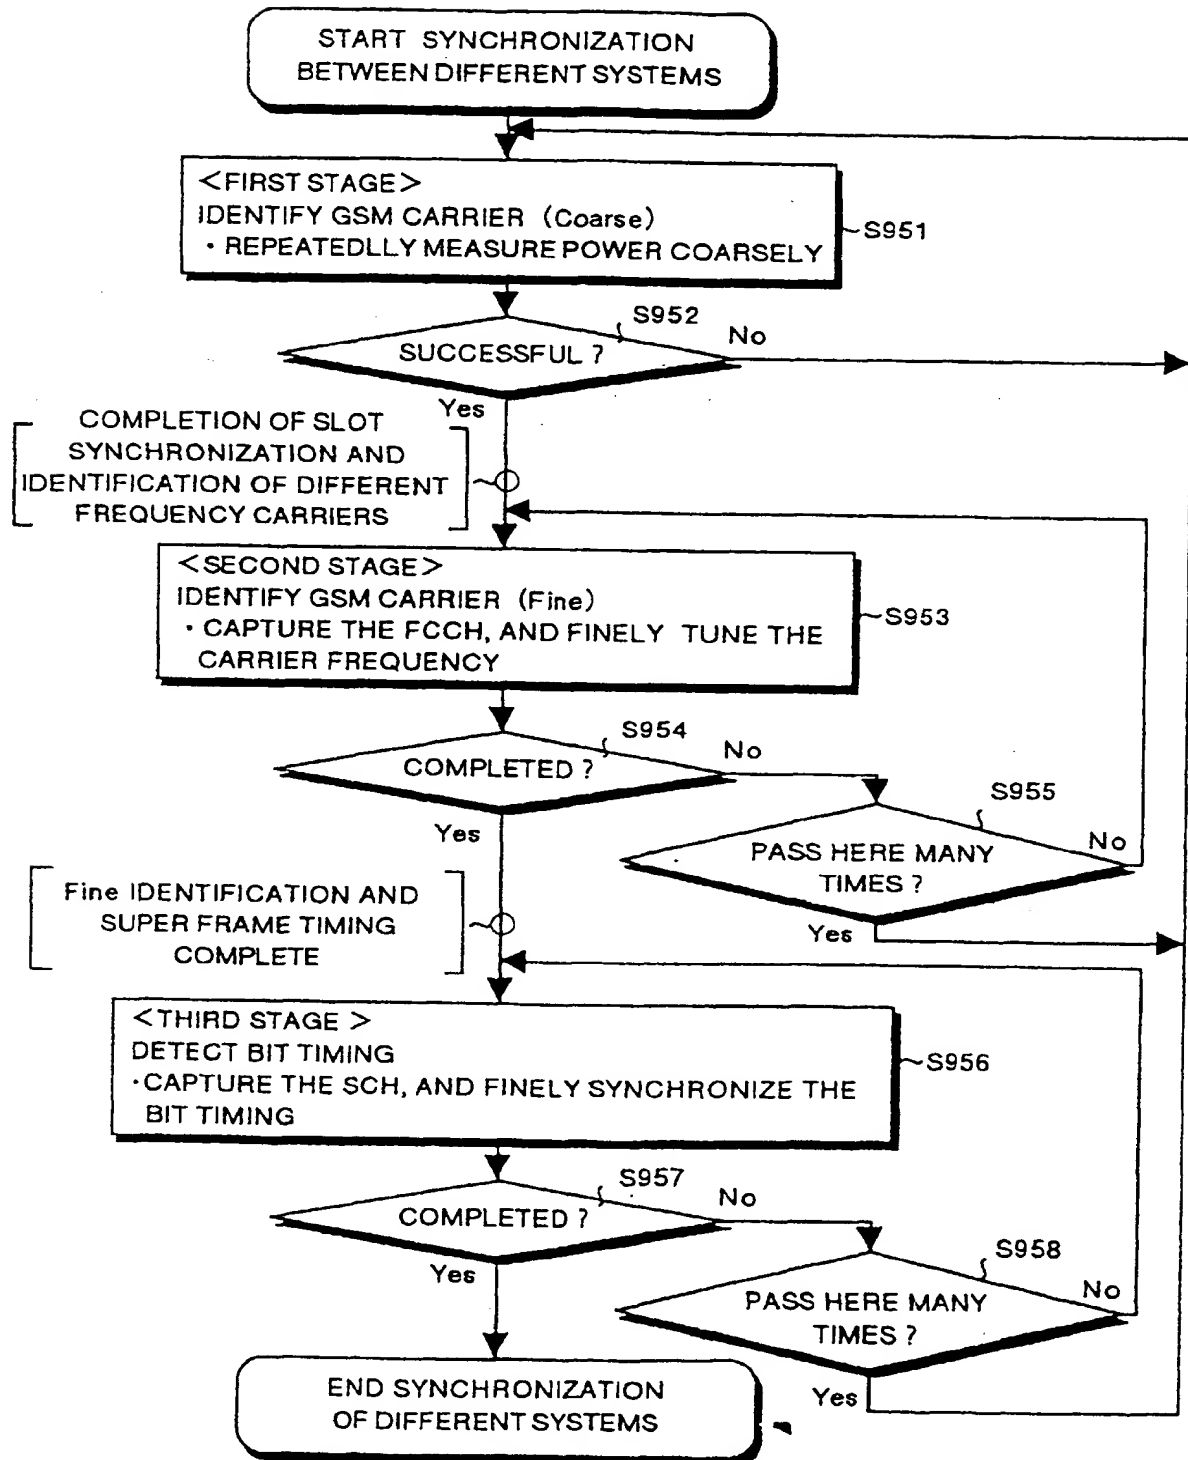 START SYNCHRONIZATION
BETWEEN DIFFERENT SYSTEMS
<FIRST STAGE>
IDENTIFY GSM CARRIER (Coarse)
· REPEATEDLLY MEASURE POWER COARSELY
S951
S952
SUCCESSFUL ?
No
Yes
COMPLETION OF SLOT
SYNCHRONIZATION AND
IDENTIFICATION OF DIFFERENT
FREQUENCY CARRIERS
<SECOND STAGE>
IDENTIFY GSM CARRIER (Fine)
· CAPTURE THE FCCH, AND FINELY TUNE THE
CARRIER FREQUENCY
S953
S954
COMPLETED ?
No
Yes
S955
PASS HERE MANY
TIMES ?
No
Yes
Fine IDENTIFICATION AND
SUPER FRAME TIMING
COMPLETE
<THIRD STAGE >
DETECT BIT TIMING
·CAPTURE THE SCH, AND FINELY SYNCHRONIZE THE
BIT TIMING
S956
S957
COMPLETED ?
No
Yes
S958
PASS HERE MANY
TIMES ?
No
Yes
END SYNCHRONIZATION
OF DIFFERENT SYSTEMS